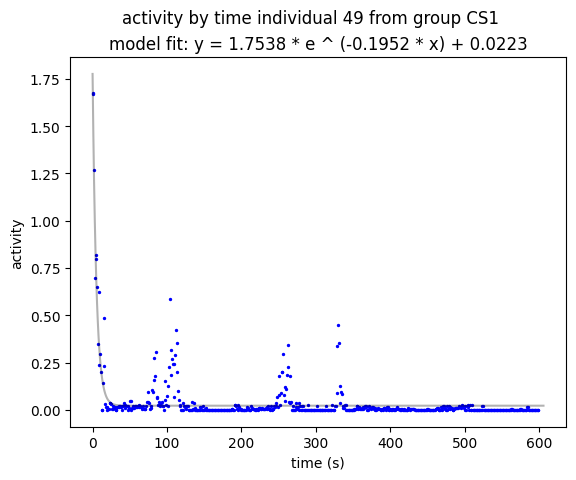 activity by time individual 49 from group CS1
model fit: y = 1.7538 * e ^ (-0.1952 * x) + 0.0223
1.75
1.50
1.25
1.00
0.75
0.50
0.25
0.00
activity
0 100 200 300 400 500 600
time (s)